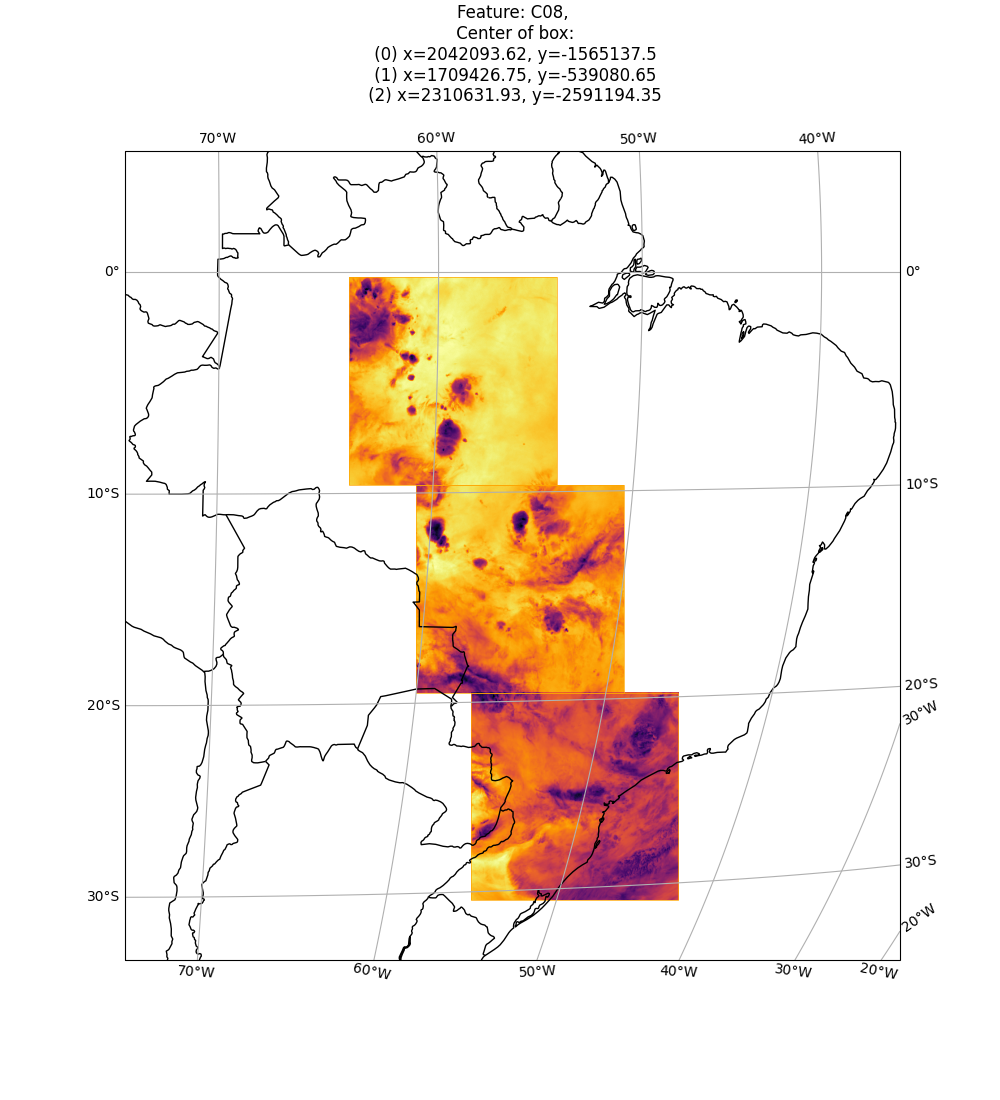 Feature: C08,
Center of box:
(0) x=2042093.62, y=-1565137.5
(1) x=1709426.75, y=-539080.65
(2) x=2310631.93, y=-2591194.35
70°W 60°W 50°W 40°W
0° 0°
10°S 10°S
20°S 20°S
30°W
30°S 30°S
20°W
70°W 60°W 50°W 40°W 30°W 20°W